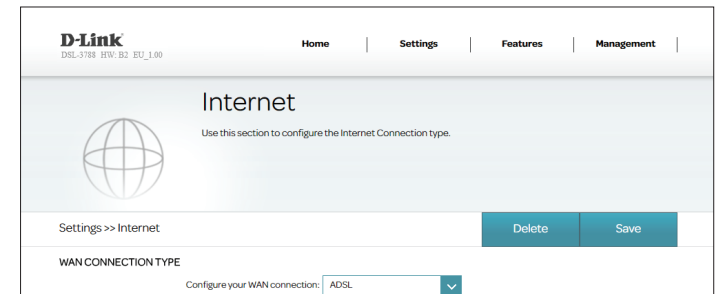 D-Link
DSL-3788 HW: B2 EU_1.00
Home Settings Features Management
Internet
Use this section to configure the Internet Connection type.
Settings >> Internet
Delete Save
WAN CONNECTION TYPE
Configure your WAN connection: ADSL